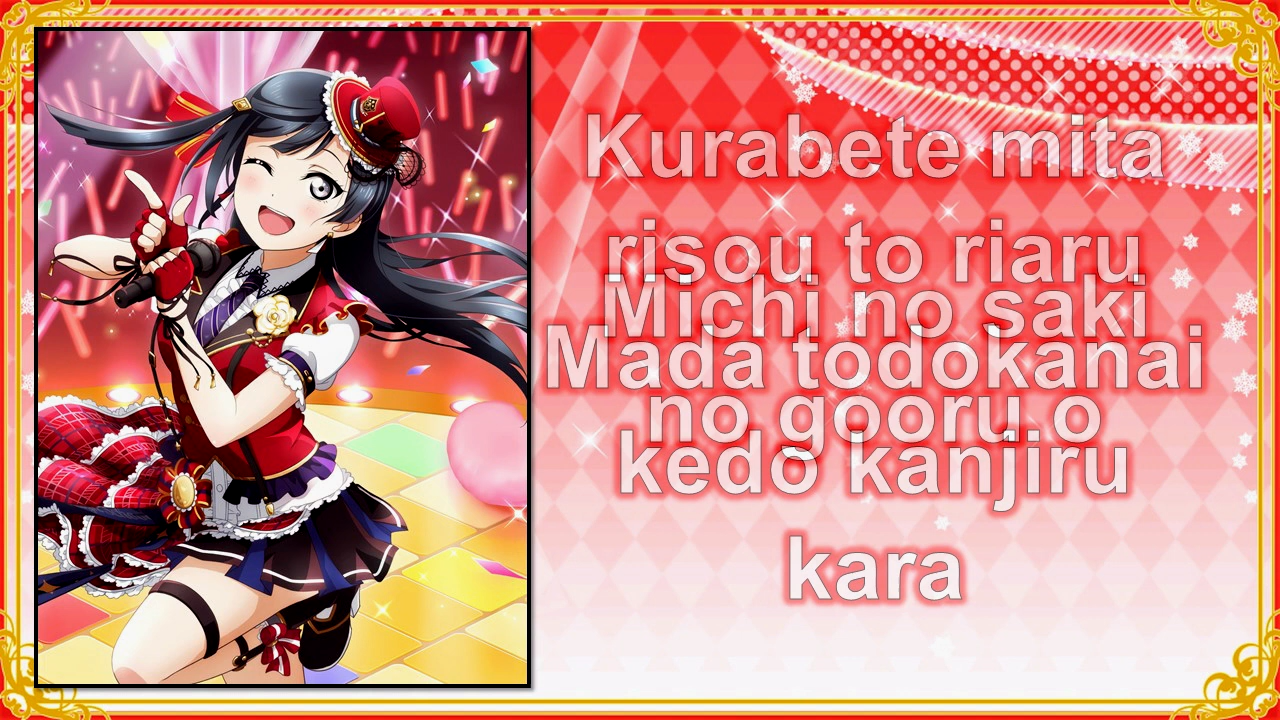 Kurabete mita
risou to riaru
Michi no saki
Mada todokanai
no gooru o
kedo kanjiru
kara